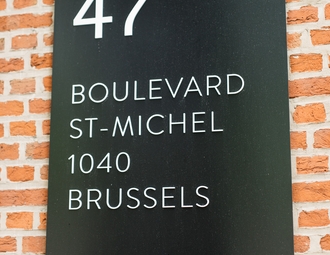 47
BOULEVARD
ST-MICHEL
1040
BRUSSELS